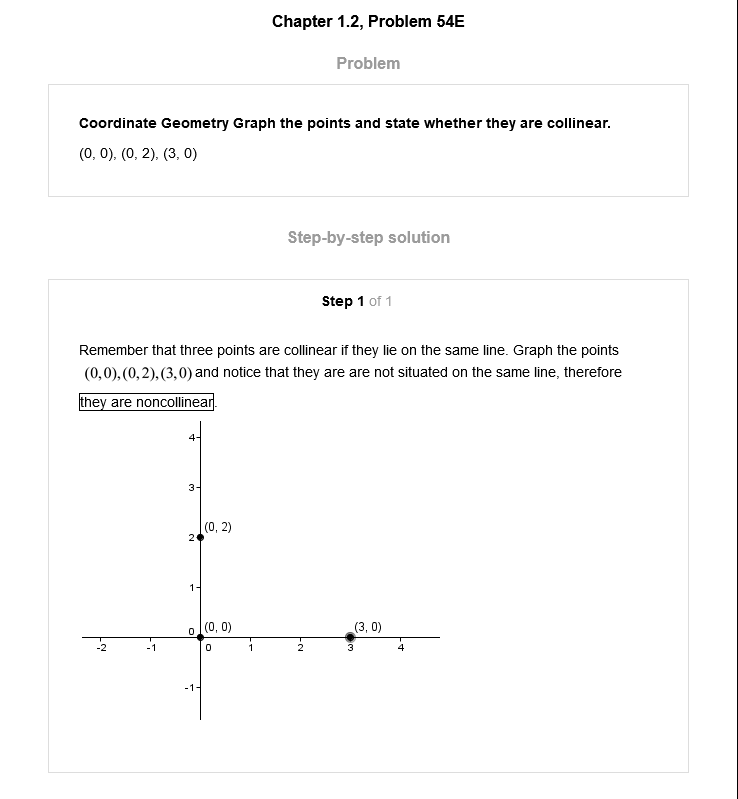 Chapter 1.2, Problem 54E
Problem
Coordinate Geometry Graph the points and state whether they are collinear.
(0, 0), (0, 2), (3, 0)
Step-by-step solution
Step 1 of 1
Remember that three points are collinear if they lie on the same line. Graph the points
(0,0),(0,2),(3,0) and notice that they are are not situated on the same line, therefore
they are noncollinear.
4
3
(0, 2)
2
1
(0, 0) (3, 0)
0
-2 -1 0 1 2 3 4
-1